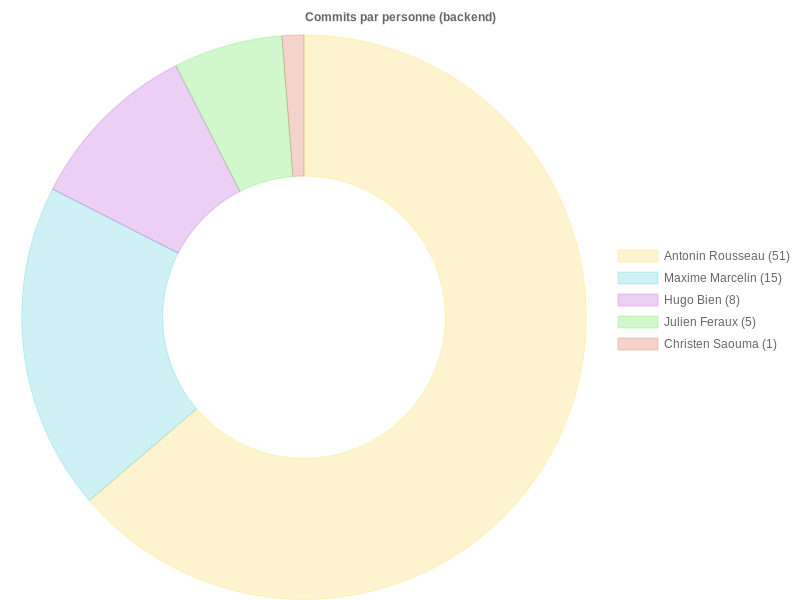 Commits par personne (backend)
Antonin Rousseau (51)
Maxime Marcelin (15)
Hugo Bien (8)
Julien Feraux (5)
Christen Saouma (1)